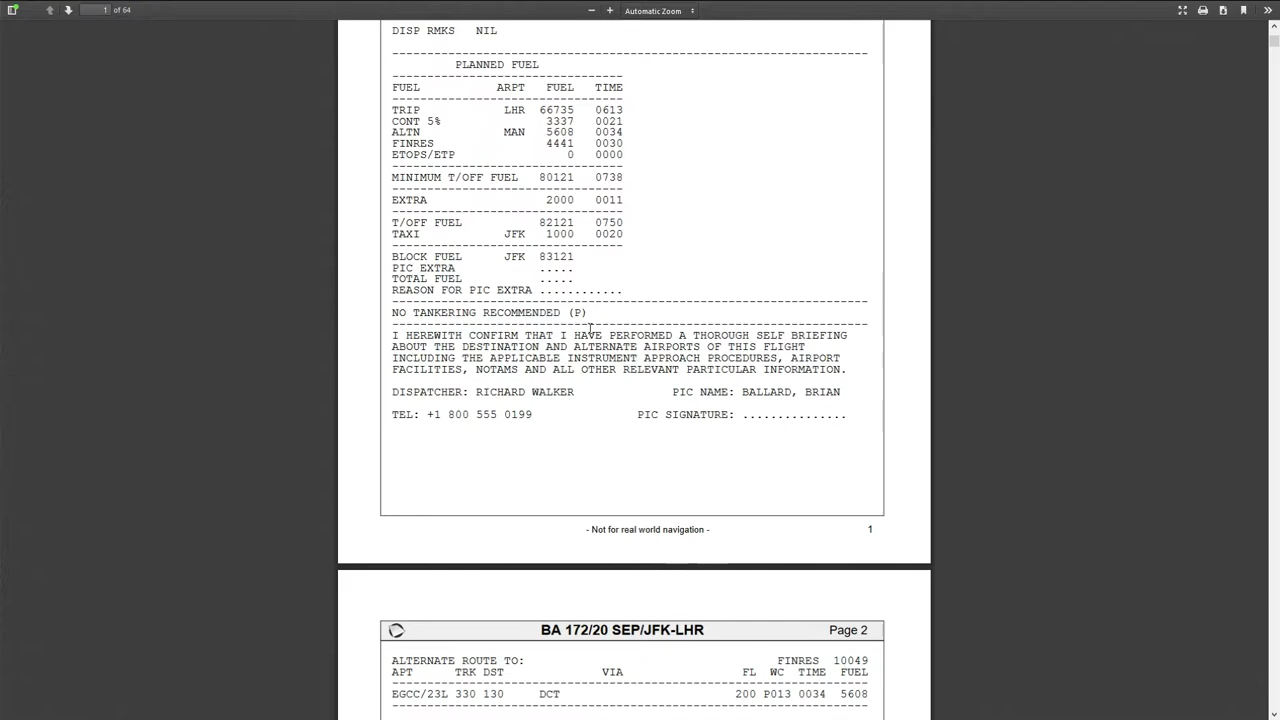 1 of 64 Automatic Zoom
DISP RMKS NIL
PLANNED FUEL
FUEL ARPT FUEL TIME
TRIP LHR 66735 0613
CONT 5% 3337 0021
ALTN MAN 5608 0034
FINRES 4441 0030
ETOPS/ETP 0 0000
MINIMUM T/OFF FUEL 80121 0738
EXTRA 2000 0011
T/OFF FUEL 82121 0750
TAXI JFK 1000 0020
BLOCK FUEL JFK 83121
PIC EXTRA .....
TOTAL FUEL .....
REASON FOR PIC EXTRA ............
NO TANKERING RECOMMENDED (P)
I HEREWITH CONFIRM THAT I HAVE PERFORMED A THOROUGH SELF BRIEFING
ABOUT THE DESTINATION AND ALTERNATE AIRPORTS OF THIS FLIGHT
INCLUDING THE APPLICABLE INSTRUMENT APPROACH PROCEDURES, AIRPORT
FACILITIES, NOTAMS AND ALL OTHER RELEVANT PARTICULAR INFORMATION.
DISPATCHER: RICHARD WALKER PIC NAME: BALLARD, BRIAN
TEL: +1 800 555 0199 PIC SIGNATURE: ...............
- Not for real world navigation - 1
BA 172/20 SEP/JFK-LHR Page 2
ALTERNATE ROUTE TO: FINRES 10049
APT TRK DST VIA FL WC TIME FUEL
EGCC/23L 330 130 DCT 200 P013 0034 5608